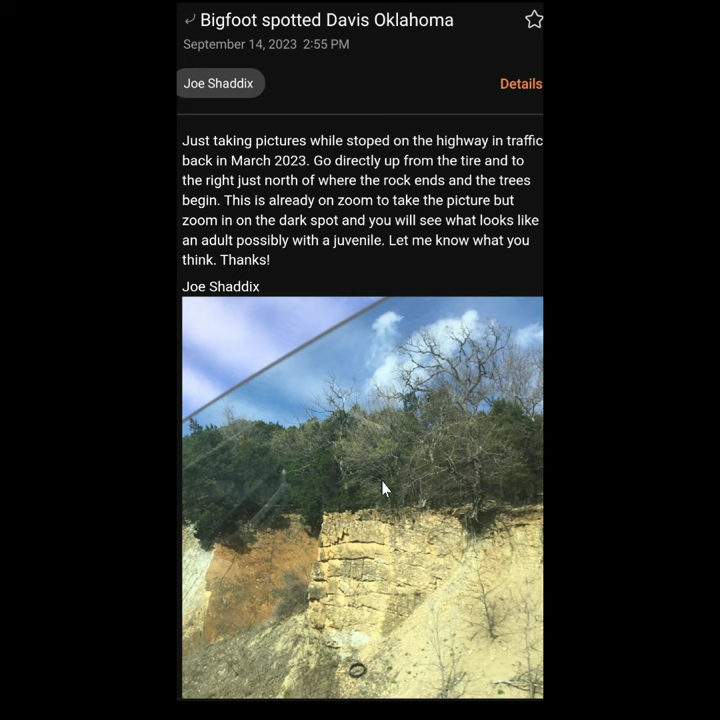 Bigfoot spotted Davis Oklahoma
September 14, 2023 2:55 PM
Joe Shaddix
Details
Just taking pictures while stoped on the highway in traffic
back in March 2023. Go directly up from the tire and to
the right just north of where the rock ends and the trees
begin. This is already on zoom to take the picture but
zoom in on the dark spot and you will see what looks like
an adult possibly with a juvenile. Let me know what you
think. Thanks!
Joe Shaddix